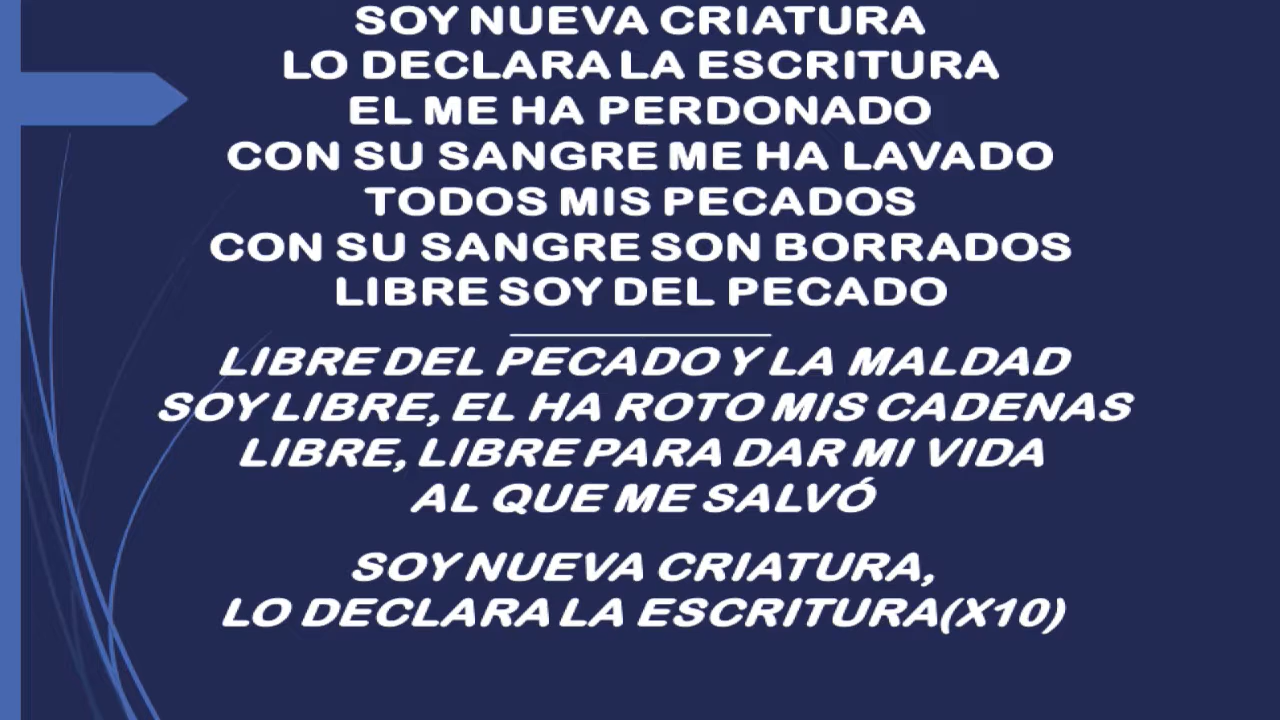 SOY NUEVA CRIATURA
LO DECLARA LA ESCRITURA
EL ME HA PERDONADO
CON SU SANGRE ME HA LAVADO
TODOS MIS PECADOS
CON SU SANGRE SON BORRADOS
LIBRE SOY DEL PECADO
LIBRE DEL PECADO Y LA MALDAD
SOY LIBRE, EL HA ROTO MIS CADENAS
LIBRE, LIBRE PARA DAR MI VIDA
AL QUE ME SALVÓ
SOY NUEVA CRIATURA,
LO DECLARA LA ESCRITURA(X10)